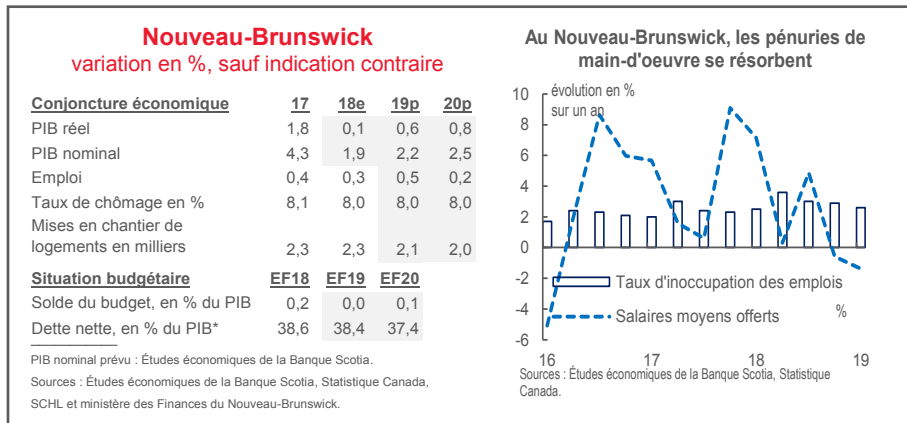 Nouveau-Brunswick
variation en %, sauf indication contraire
Conjoncture économique 17 18e 19p 20p
PIB réel 1,8 0,1 0,6 0,8
PIB nominal 4,3 1,9 2,2 2,5
Emploi 0,4 0,3 0,5 0,2
Taux de chômage en % 8,1 8,0 8,0 8,0
Mises en chantier de
logements en milliers 2,3 2,3 2,1 2,0
Situation budgétaire EF18 EF19 EF20
Solde du budget, en % du PIB 0,2 0,0 0,1
Dette nette, en % du PIB* 38,6 38,4 37,4
PIB nominal prévu : Études économiques de la Banque Scotia.
Sources : Études économiques de la Banque Scotia, Statistique Canada,
SCHL et ministère des Finances du Nouveau-Brunswick.
Au Nouveau-Brunswick, les pénuries de
main-d'oeuvre se résorbent
évolution en %
sur un an
10
8
6
4
2
0
-2
-4
-6
Taux d'inoccupation des emplois
Salaires moyens offerts %
16 17 18 19
Sources : Études économiques de la Banque Scotia, Statistique
Canada.